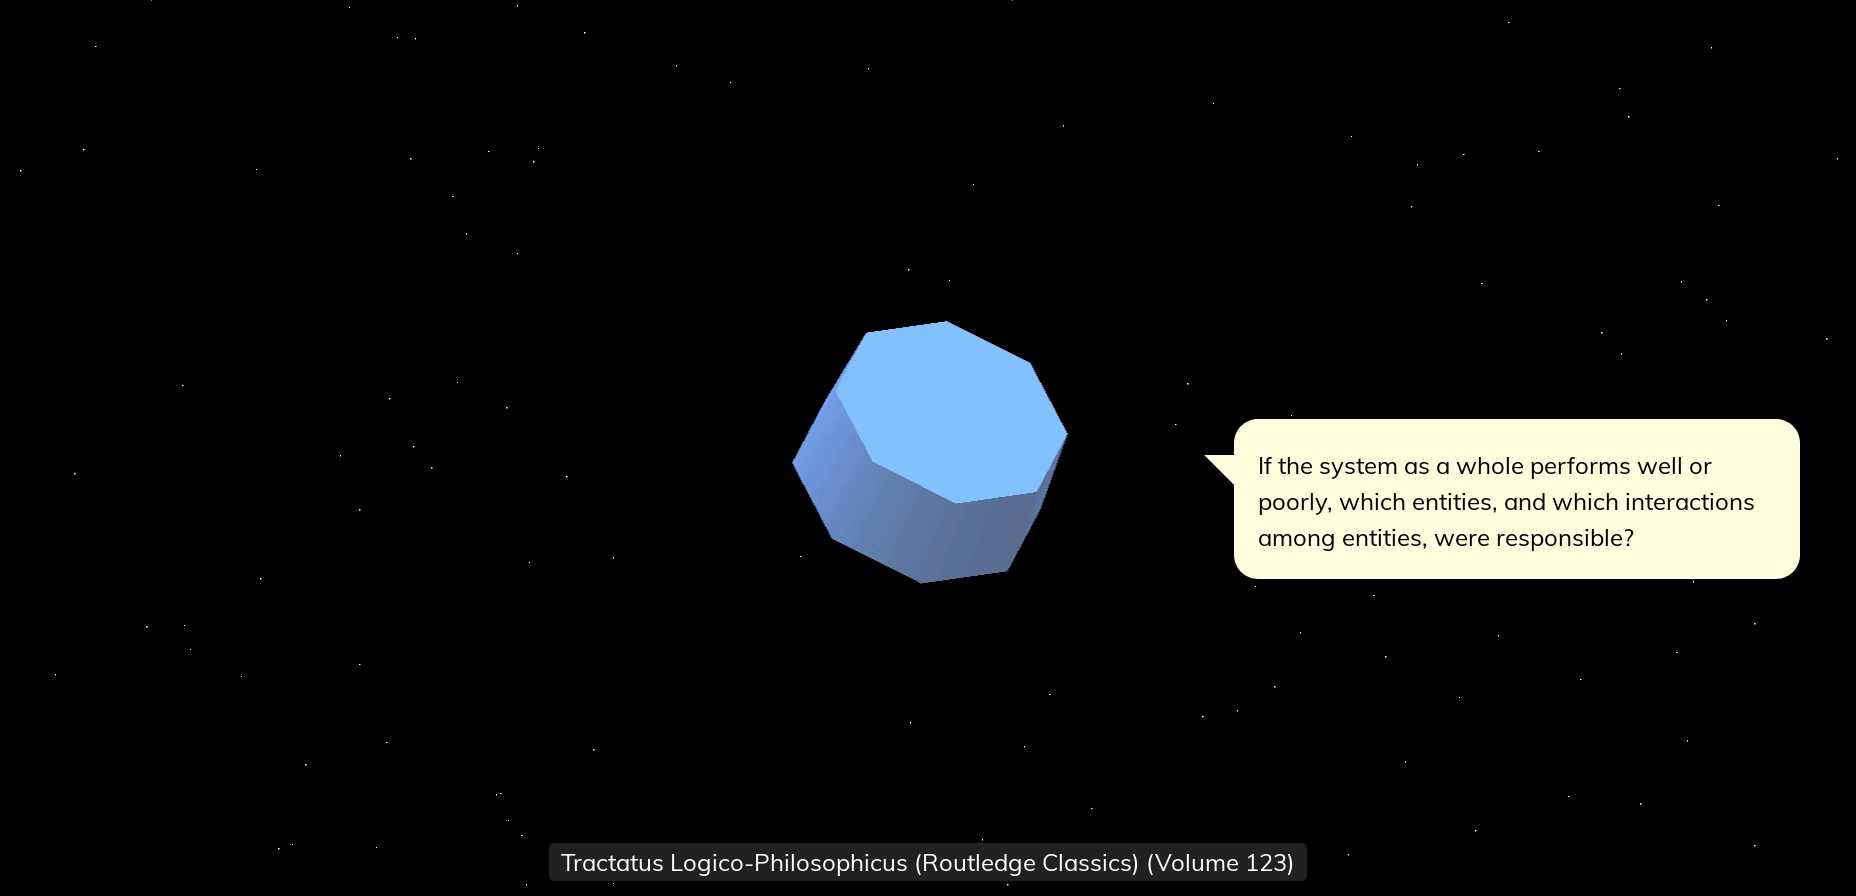 If the system as a whole performs well or
poorly, which entities, and which interactions
among entities, were responsible?
Tractatus Logico-Philosophicus (Routledge Classics) (Volume 123)